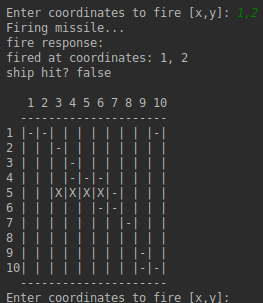 Enter coordinates to fire [x,y]: 1,2
Firing missile...
fire response:
fired at coordinates: 1, 2
ship hit? false
   1 2 3 4 5 6 7 8 9 10
  ---------------------
1 |-|-| | | | | | | |-|
2 | | |-| | | | | | | |
3 | | | |-| | | | | | |
4 | | | |-|-|-| | | | |
5 | | |X|X|X|X|-| | | |
6 | | | | | |-|-| | | |
7 | | | | | | | |-| | |
8 | | | | | | | | | | |
9 | | | | | | | | |-| |
10| | | | | | | | |-|-|
  ---------------------
Enter coordinates to fire [x,y]: